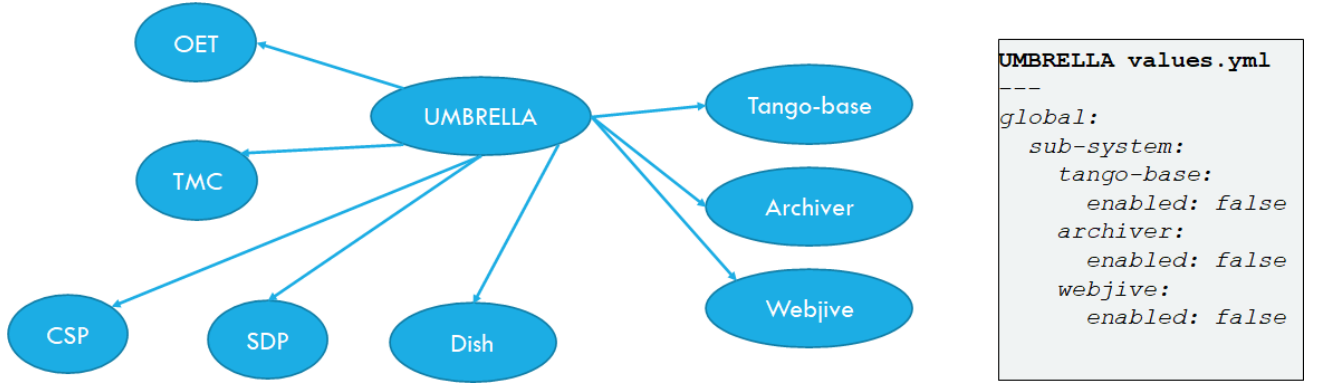 OET
UMBRELLA
Tango-base
TMC
Archiver
CSP
SDP
Dish
Webjive
UMBRELLA values.yml
---
global:
  sub-system:
    tango-base:
      enabled: false
    archiver:
      enabled: false
    webjive:
      enabled: false